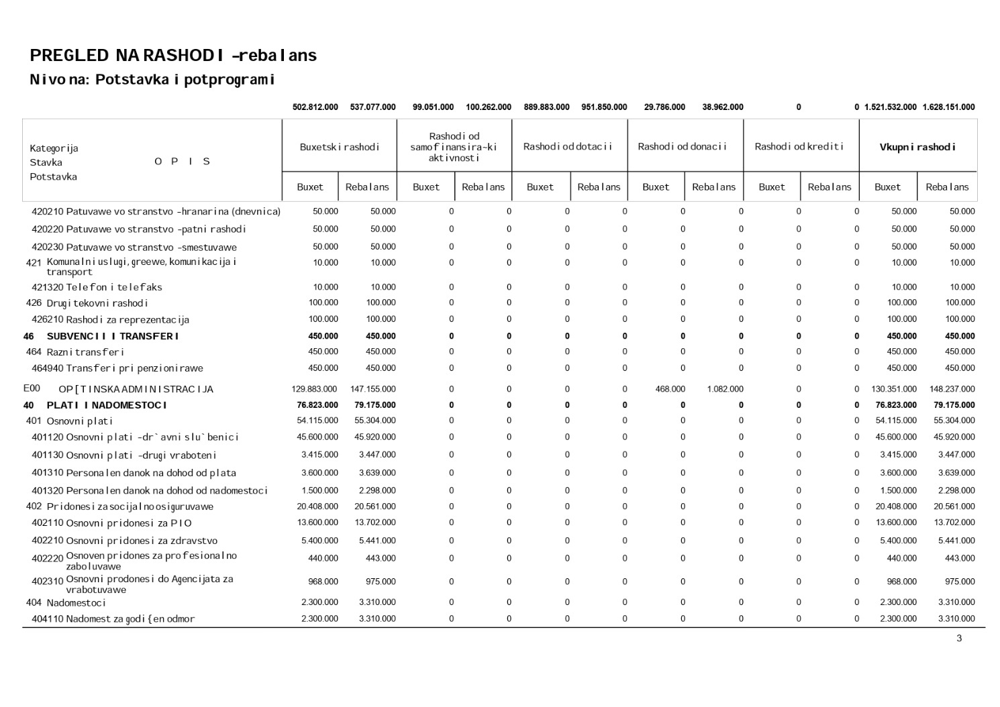 PREGLED NA RASHODI -rebalans
Nivo na: Potstavka i potprogrami
502.812.000 537.077.000 99.051.000 100.262.000 889.883.000 951.850.000 29.786.000 38.962.000 0 0 1.521.532.000 1.628.151.000
Kategorija
Stavka
Potstavka
O P I S
Buxetski rashodi
Rashodi od
samofinansira~ki
aktivnosti
Rashodi od dotacii
Rashodi od donacii
Rashodi od krediti
Vkupni rashodi
Buxet Rebalans Buxet Rebalans Buxet Rebalans Buxet Rebalans Buxet Rebalans Buxet Rebalans
420210 Patuvawe vo stranstvo -hranarina (dnevnica) 50.000 50.000 0 0 0 0 0 0 0 0 50.000 50.000
420220 Patuvawe vo stranstvo -patni rashodi 50.000 50.000 0 0 0 0 0 0 0 0 50.000 50.000
420230 Patuvawe vo stranstvo -smestuvawe 50.000 50.000 0 0 0 0 0 0 0 0 50.000 50.000
421 Komunalni uslugi, greewe, komunikacija i
transport 10.000 10.000 0 0 0 0 0 0 0 0 10.000 10.000
421320 Telefon i telefaks 10.000 10.000 0 0 0 0 0 0 0 0 10.000 10.000
426 Drugi tekovni rashodi 100.000 100.000 0 0 0 0 0 0 0 0 100.000 100.000
426210 Rashodi za reprezentacija 100.000 100.000 0 0 0 0 0 0 0 0 100.000 100.000
46 SUBVENCII I TRANSFERI 450.000 450.000 0 0 0 0 0 0 0 0 450.000 450.000
464 Razni transferi 450.000 450.000 0 0 0 0 0 0 0 0 450.000 450.000
464940 Transferi pri penzionirawe 450.000 450.000 0 0 0 0 0 0 0 0 450.000 450.000
E00 OP[TINSKA ADMINISTRACIJA 129.883.000 147.155.000 0 0 0 0 468.000 1.082.000 0 0 130.351.000 148.237.000
40 PLATI I NADOMESTOCI 76.823.000 79.175.000 0 0 0 0 0 0 0 0 76.823.000 79.175.000
401 Osnovni plati 54.115.000 55.304.000 0 0 0 0 0 0 0 0 54.115.000 55.304.000
401120 Osnovni plati -dr`avni slu`benici 45.600.000 45.920.000 0 0 0 0 0 0 0 0 45.600.000 45.920.000
401130 Osnovni plati -drugi vraboteni 3.415.000 3.447.000 0 0 0 0 0 0 0 0 3.415.000 3.447.000
401310 Personalen danok na dohod od plata 3.600.000 3.639.000 0 0 0 0 0 0 0 0 3.600.000 3.639.000
401320 Personalen danok na dohod od nadomestoci 1.500.000 2.298.000 0 0 0 0 0 0 0 0 1.500.000 2.298.000
402 Pridonesi za socijalno osiguruvawe 20.408.000 20.561.000 0 0 0 0 0 0 0 0 20.408.000 20.561.000
402110 Osnovni pridonesi za PIO 13.600.000 13.702.000 0 0 0 0 0 0 0 0 13.600.000 13.702.000
402210 Osnovni pridonesi za zdravstvo 5.400.000 5.441.000 0 0 0 0 0 0 0 0 5.400.000 5.441.000
402220 Osnoven pridones za profesionalno
zaboluvawe 440.000 443.000 0 0 0 0 0 0 0 0 440.000 443.000
402310 Osnovni prodonesi do Agencijata za
vrabotuvawe 968.000 975.000 0 0 0 0 0 0 0 0 968.000 975.000
404 Nadomestoci 2.300.000 3.310.000 0 0 0 0 0 0 0 0 2.300.000 3.310.000
404110 Nadomest za godi{en odmor 2.300.000 3.310.000 0 0 0 0 0 0 0 0 2.300.000 3.310.000
3